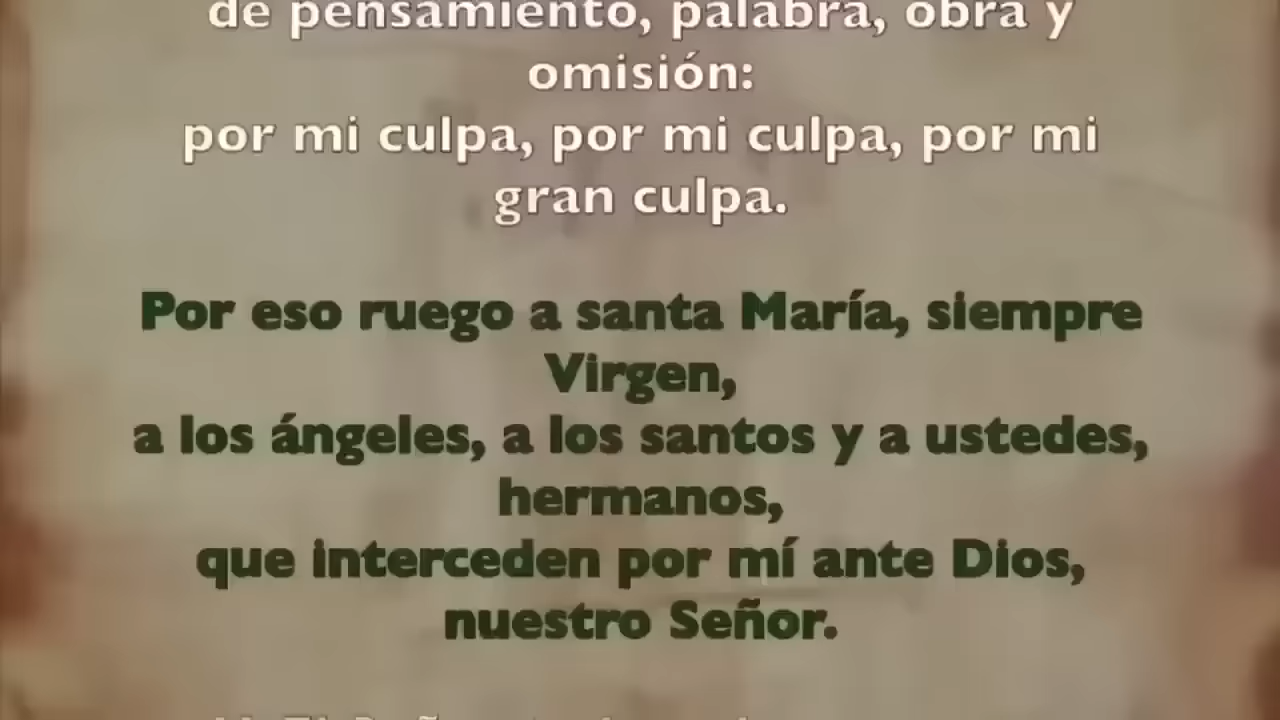 de pensamiento, palabra, obra y
omisión:
por mi culpa, por mi culpa, por mi
gran culpa.
Por eso ruego a santa María, siempre
Virgen,
a los ángeles, a los santos y a ustedes,
hermanos,
que interceden por mí ante Dios,
nuestro Señor.